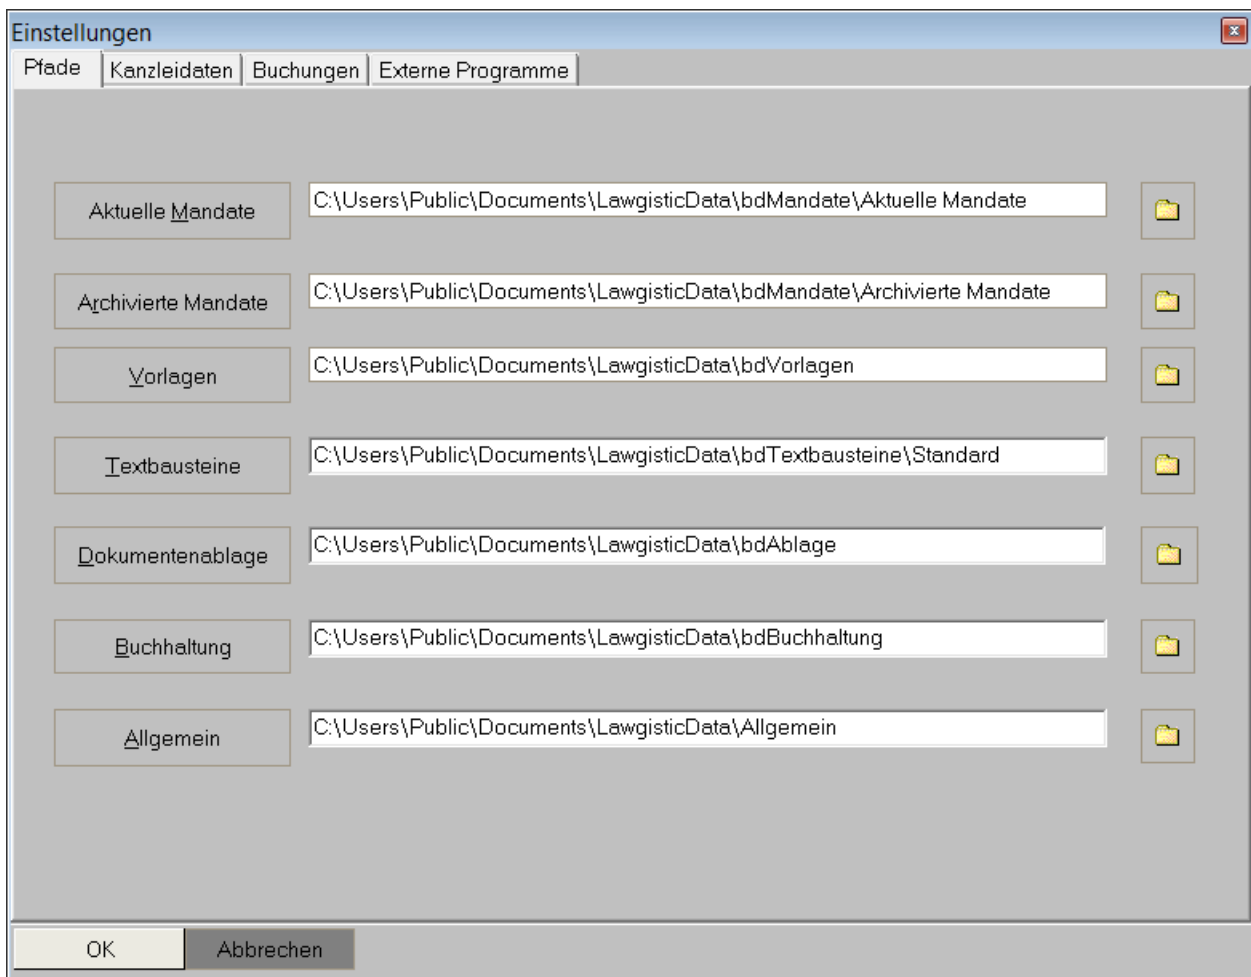 Einstellungen
Pfade Kanzleidaten Buchungen Externe Programme
Aktuelle Mandate C:\Users\Public\Documents\LawgisticData\bdMandate\Aktuelle Mandate
Archivierte Mandate C:\Users\Public\Documents\LawgisticData\bdMandate\Archivierte Mandate
Vorlagen C:\Users\Public\Documents\LawgisticData\bdVorlagen
Textbausteine C:\Users\Public\Documents\LawgisticData\bdTextbausteine\Standard
Dokumentenablage C:\Users\Public\Documents\LawgisticData\bdAblage
Buchhaltung C:\Users\Public\Documents\LawgisticData\bdBuchhaltung
Allgemein C:\Users\Public\Documents\LawgisticData\Allgemein
OK Abbrechen